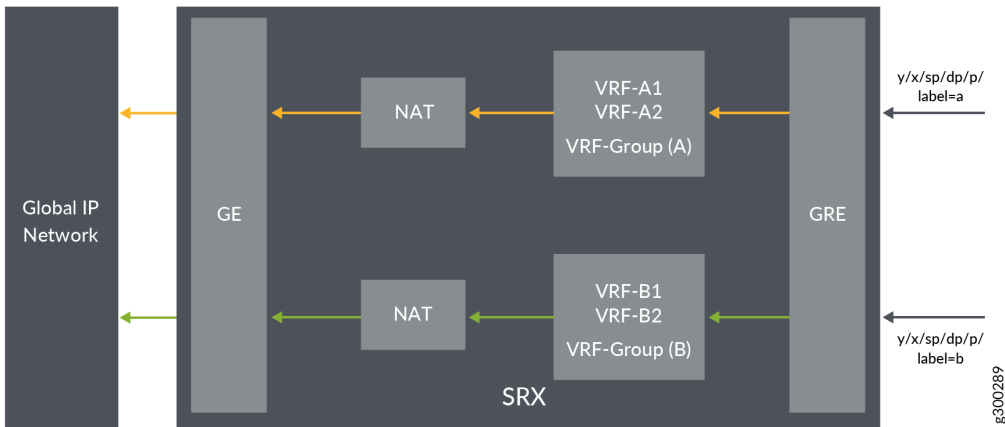 y/x/sp/dp/p/
label=a
VRF-A1
VRF-A2
VRF-Group (A)
NAT
Global IP
Network
GE
GRE
NAT
VRF-B1
VRF-B2
VRF-Group (B)
y/x/sp/dp/p/
label=b
SRX
g300289